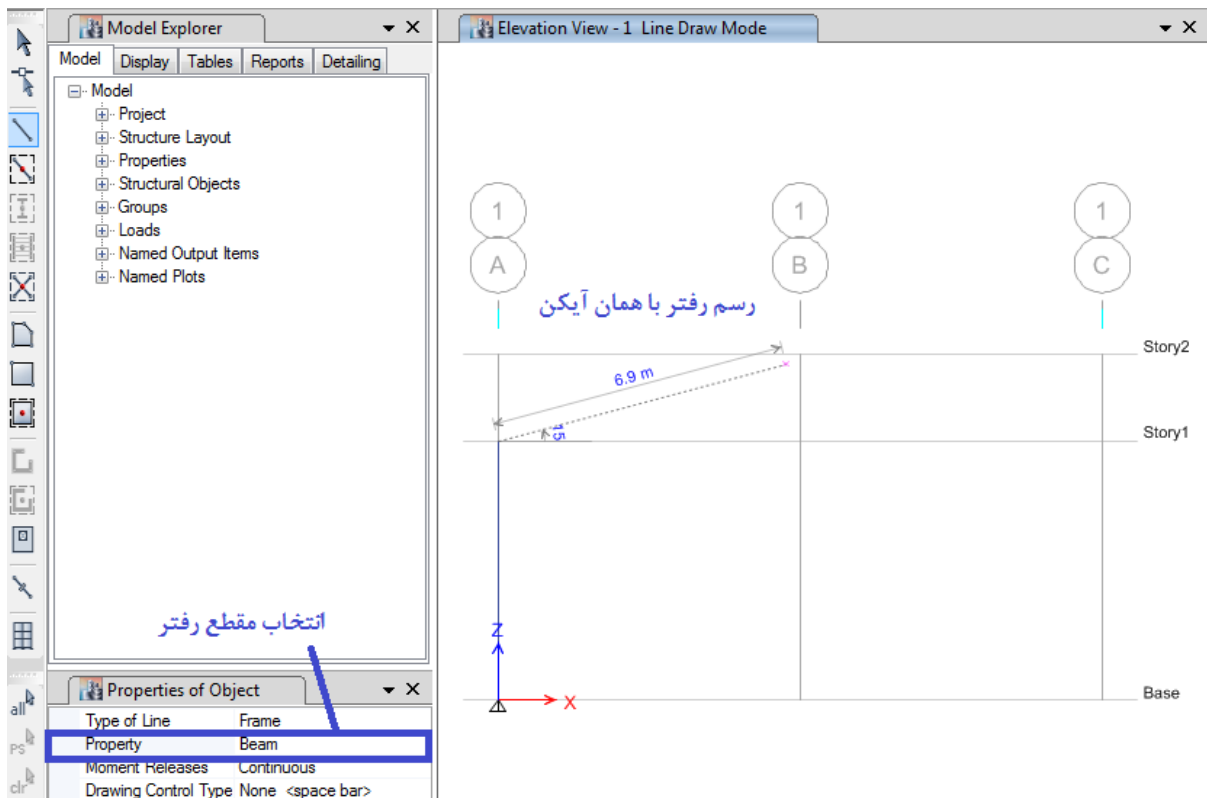 Model Explorer
Model Display Tables Reports Detailing
Model
Project
Structure Layout
Properties
Structural Objects
Groups
Loads
Named Output Items
Named Plots
انتخاب مقطع رفتر
Properties of Object
Type of Line Frame
Property Beam
Moment Releases Continuous
Drawing Control Type None <space bar>
all
PS
clr
Elevation View - 1 Line Draw Mode
1 1 1
A B C
رسم رفتر با همان آیکن
Story2
6.9 m
15
Story1
Z
X
Base